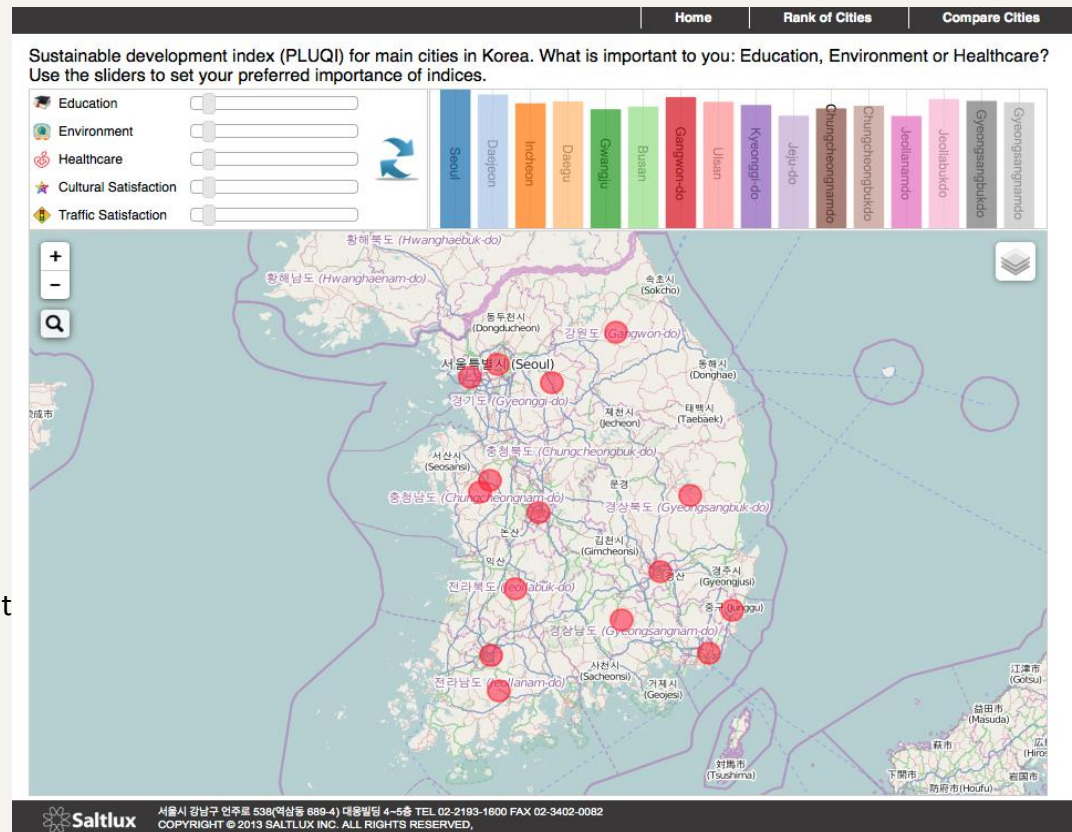 Home
Rank of Cities
Compare Cities
Sustainable development index (PLUQI) for main cities in Korea. What is important to you: Education, Environment or Healthcare?
Use the sliders to set your preferred importance of indices.
Education
Environment
Healthcare
Cultural Satisfaction
Traffic Satisfaction
Seoul
Daejeon
Incheon
Daegu
Gwangju
Busan
Gangwon-do
Ulsan
Kyeonggi-do
Jeju-do
Chungcheongnamdo
Chungcheongbukdo
Jeollanamdo
Jeollabukdo
Gyeongsangbukdo
Gyeongsangnamdo
+
-
황해북도 (Hwanghaebuk-do)
황해남도 (Hwanghaenam-do)
속초시
(Sokcho)
동두천시
(Dongducheon)
강원도 (Gangwon-do)
서울특별시 (Seoul)
동해시
(Donghae)
경기도 (Gyeonggi-do)
제천시
(Jecheon)
태백시
(Taebaek)
서산시
(Seosansi)
충청북도 (Chungcheongbuk-do)
문경
충청남도 (Chungcheongnam-do)
경상북도 (Gyeongsangbuk-do)
논산
김천시
(Gimcheonsi)
익산
경주시
(Gyeongjusi)
전라북도 (Jeollabuk-do)
중구 (Junggu)
경상남도 (Gyeongsangnam-do)
사천시
(Sacheonsi)
거제시
(Geojesi)
전라남도 (Jeollanam-do)
江津市
(Gotsu)
益田市
(Masuda)
萩市
対馬市
(Tsushima)
下関市
岩国市
防府市(Houfu)
t
Saltlux
서울시 강남구 언주로 538(역삼동 689-4) 대웅빌딩 4~5층 TEL 02-2193-1600 FAX 02-3402-0082
COPYRIGHT © 2013 SALTLUX INC. ALL RIGHTS RESERVED,